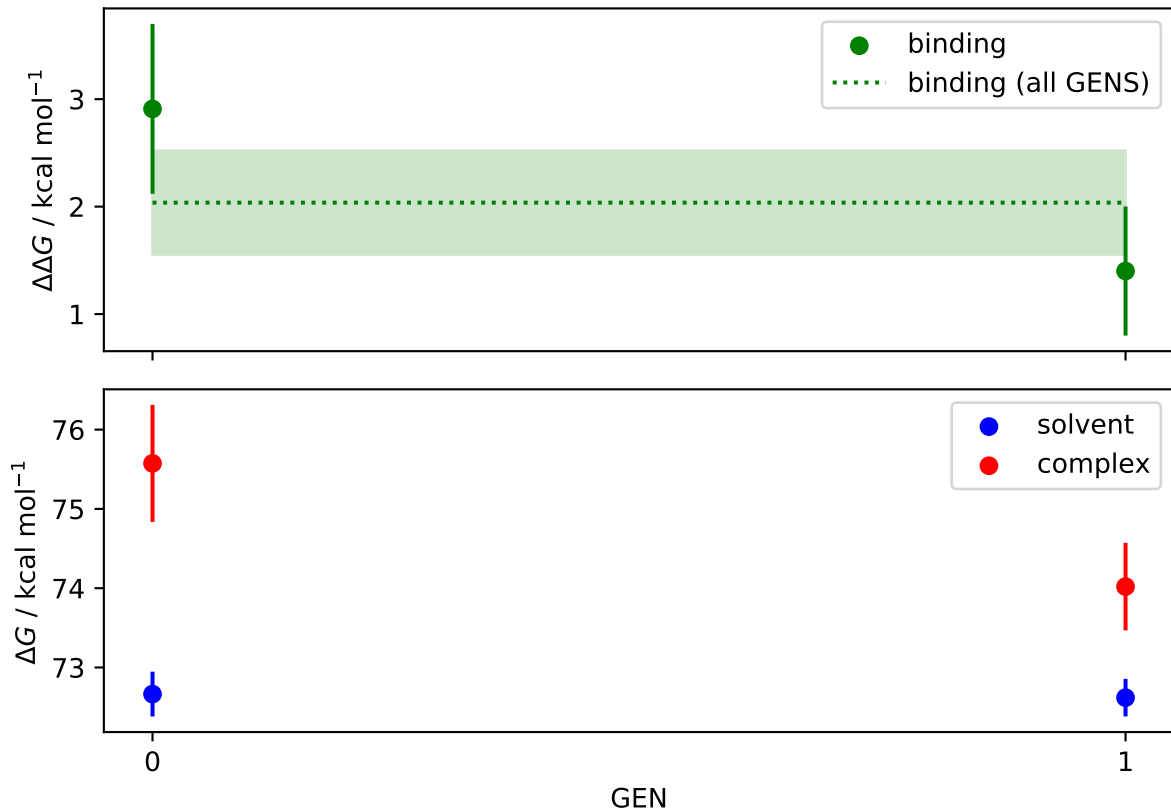 binding
binding (all GENS)
3
2
1
ΔΔG / kcal mol⁻¹
solvent
complex
76
75
74
73
ΔG / kcal mol⁻¹
0
1
GEN